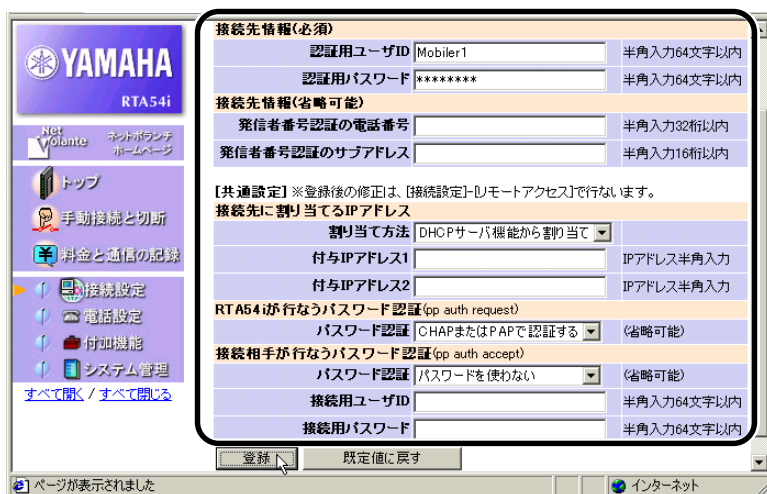 YAMAHA
RTA54i
Net Volante ネットボランチ ホームページ
トップ
手動接続と切断
料金と通信の記録
接続設定
電話設定
付加機能
システム管理
すべて開く / すべて閉じる
接続先情報(必須)
認証用ユーザID Mobiler1 半角入力64文字以内
認証用パスワード ******** 半角入力64文字以内
接続先情報(省略可能)
発信者番号認証の電話番号 半角入力32桁以内
発信者番号認証のサブアドレス 半角入力16桁以内
[共通設定] ※登録後の修正は、[接続設定]-[リモートアクセス]で行ないます。
接続先に割り当てるIPアドレス
割り当て方法 DHCPサーバ機能から割り当て
付与IPアドレス1 IPアドレス半角入力
付与IPアドレス2 IPアドレス半角入力
RTA54iが行なうパスワード認証(pp auth request)
パスワード認証 CHAPまたはPAPで認証する (省略可能)
接続相手が行なうパスワード認証(pp auth accept)
パスワード認証 パスワードを使わない (省略可能)
接続用ユーザID 半角入力64文字以内
接続用パスワード 半角入力64文字以内
登録 既定値に戻す
ページが表示されました インターネット